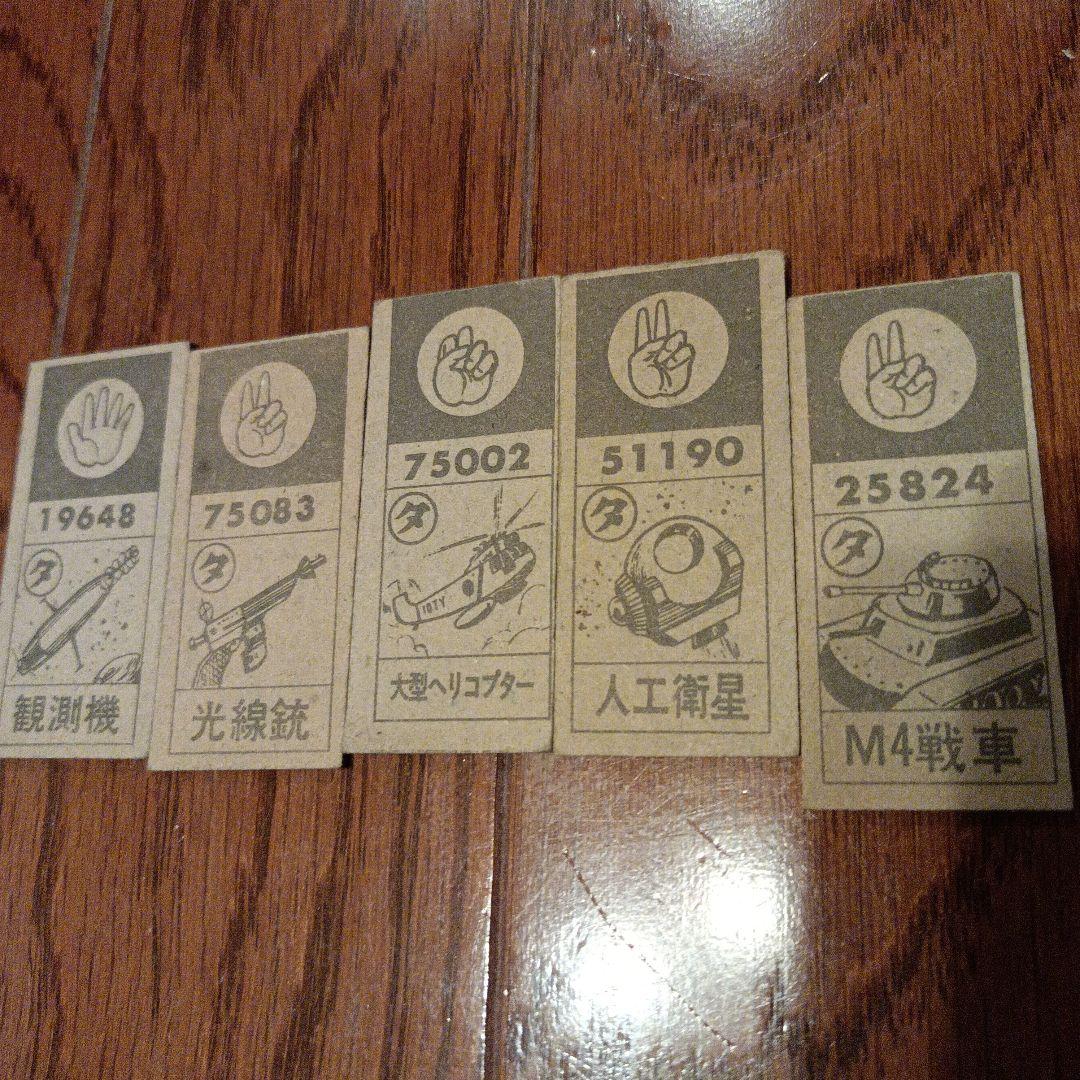 19648
タ
観測機
75083
タ
光線銃
75002
タ
大型ヘリコプター
51190
タ
人工衛星
25824
タ
M4戦車